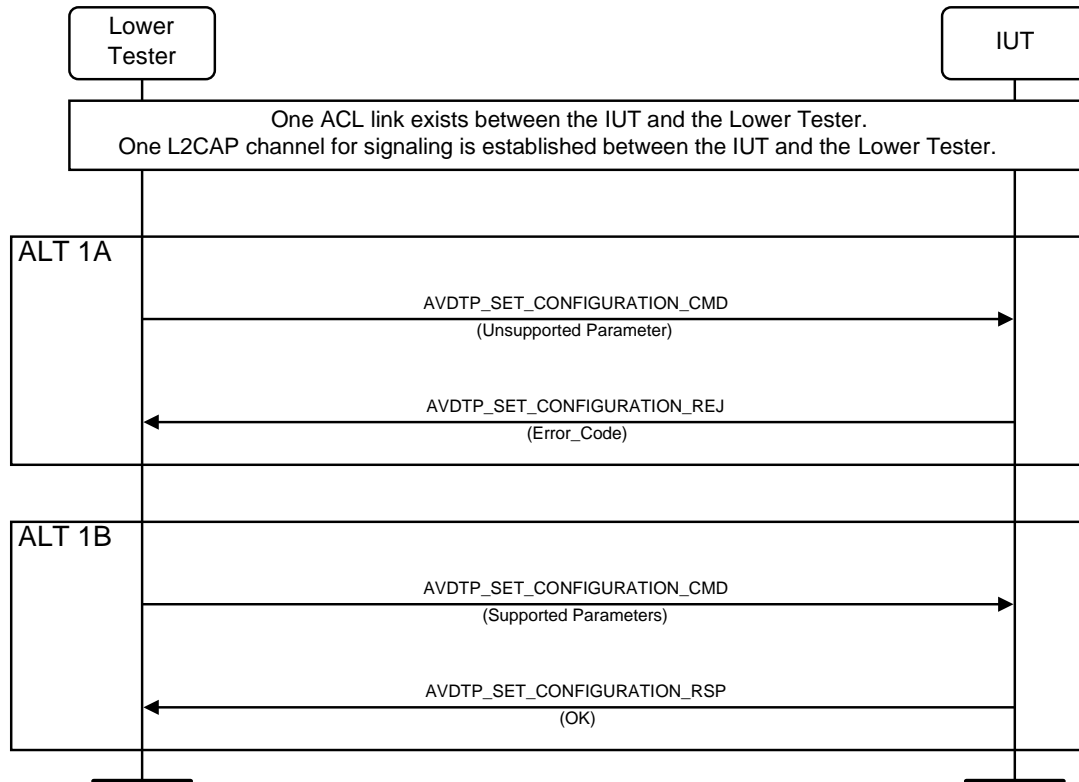 Lower
Tester
IUT
One ACL link exists between the IUT and the Lower Tester.
One L2CAP channel for signaling is established between the IUT and the Lower Tester.
ALT 1A
AVDTP_SET_CONFIGURATION_CMD
(Unsupported Parameter)
AVDTP_SET_CONFIGURATION_REJ
(Error_Code)
ALT 1B
AVDTP_SET_CONFIGURATION_CMD
(Supported Parameters)
AVDTP_SET_CONFIGURATION_RSP
(OK)